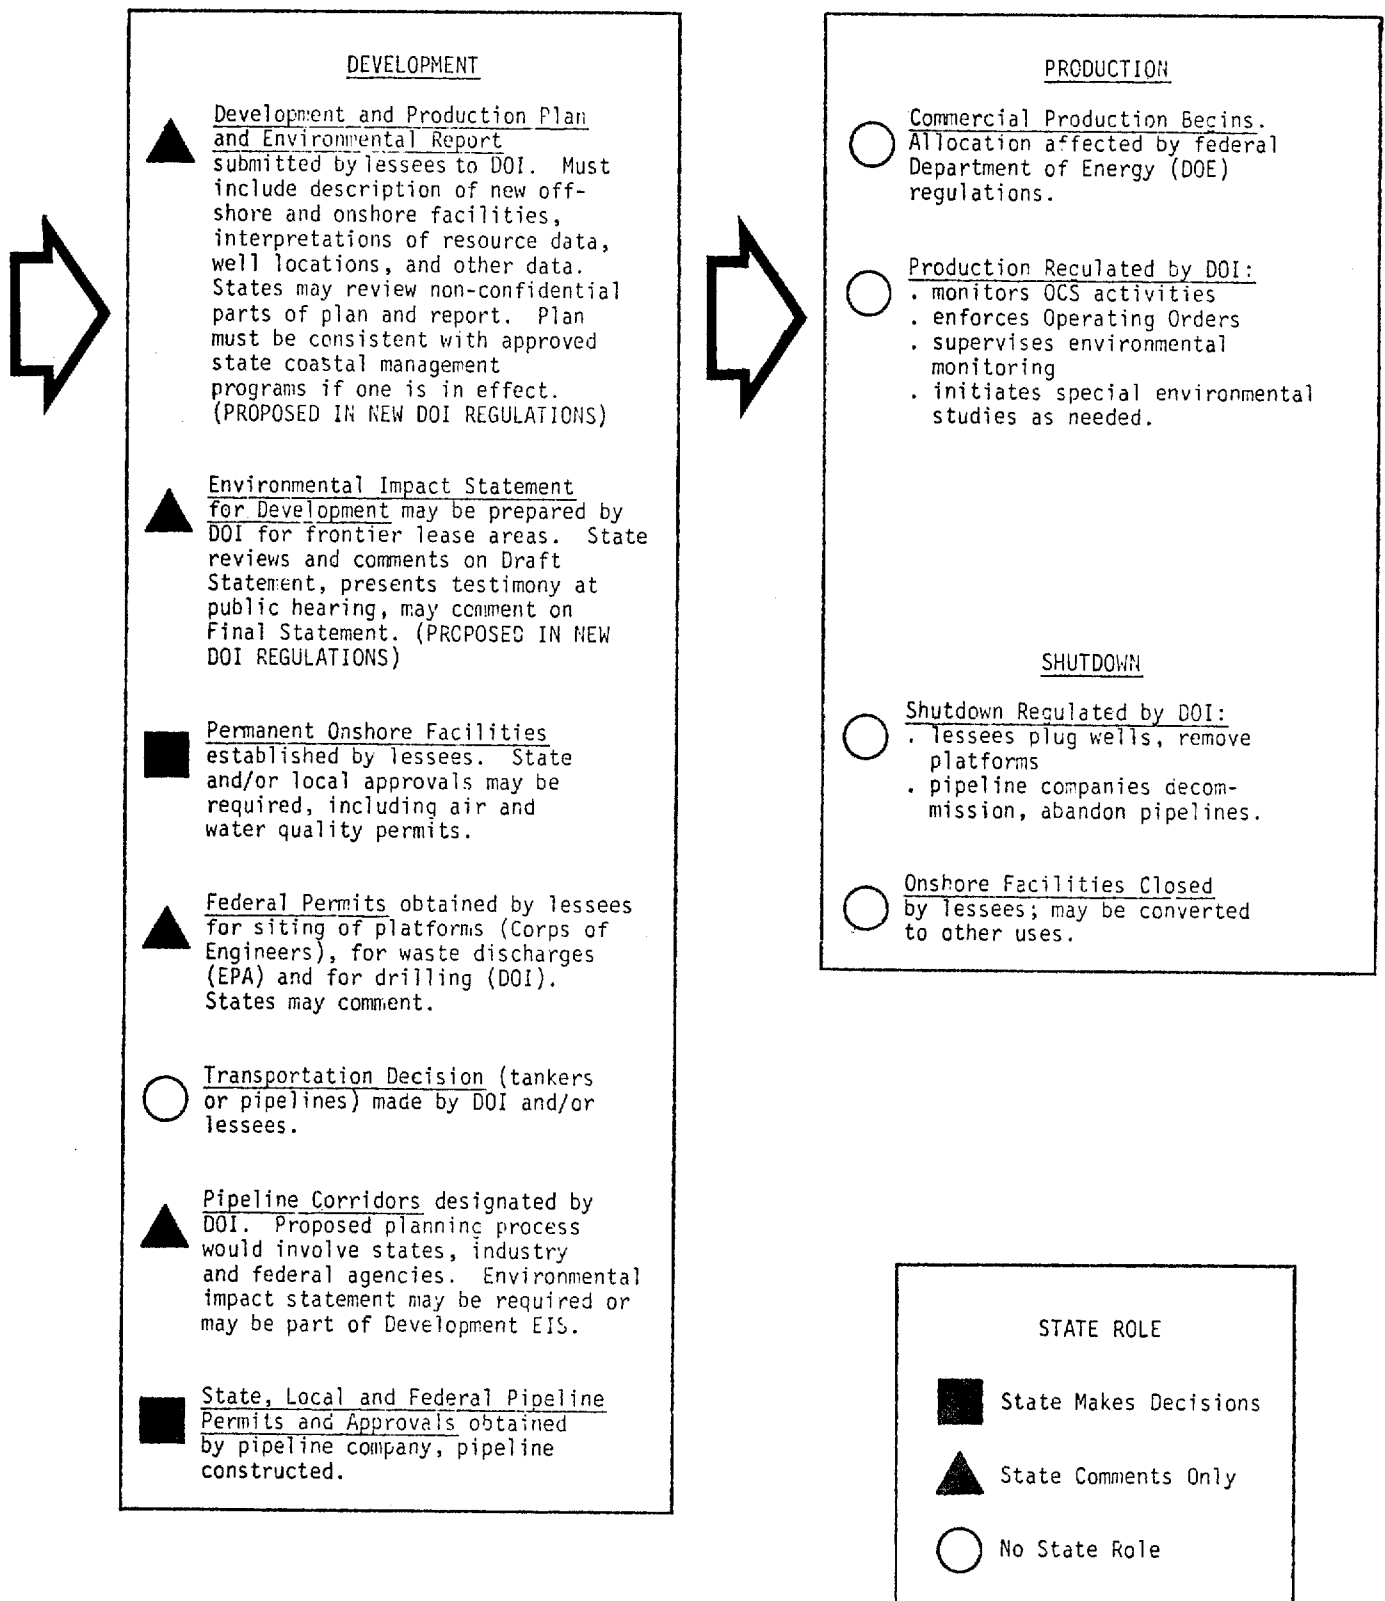 DEVELOPMENT
Development and Production Plan
and Environmental Report
submitted by lessees to DOI. Must
include description of new off-
shore and onshore facilities,
interpretations of resource data,
well locations, and other data.
States may review non-confidential
parts of plan and report. Plan
must be consistent with approved
state coastal management
programs if one is in effect.
(PROPOSED IN NEW DOI REGULATIONS)
Environmental Impact Statement
for Development may be prepared by
DOI for frontier lease areas. State
reviews and comments on Draft
Statement, presents testimony at
public hearing, may comment on
Final Statement. (PROPOSED IN NEW
DOI REGULATIONS)
Permanent Onshore Facilities
established by lessees. State
and/or local approvals may be
required, including air and
water quality permits.
Federal Permits obtained by lessees
for siting of platforms (Corps of
Engineers), for waste discharges
(EPA) and for drilling (DOI).
States may comment.
Transportation Decision (tankers
or pipelines) made by DOI and/or
lessees.
Pipeline Corridors designated by
DOI. Proposed planning process
would involve states, industry
and federal agencies. Environmental
impact statement may be required or
may be part of Development EIS.
State, Local and Federal Pipeline
Permits and Approvals obtained
by pipeline company, pipeline
constructed.
PRODUCTION
Commercial Production Begins.
Allocation affected by federal
Department of Energy (DOE)
regulations.
Production Regulated by DOI:
. monitors OCS activities
. enforces Operating Orders
. supervises environmental
monitoring
. initiates special environmental
studies as needed.
SHUTDOWN
Shutdown Regulated by DOI:
. lessees plug wells, remove
platforms
. pipeline companies decom-
mission, abandon pipelines.
Onshore Facilities Closed
by lessees; may be converted
to other uses.
STATE ROLE
State Makes Decisions
State Comments Only
No State Role